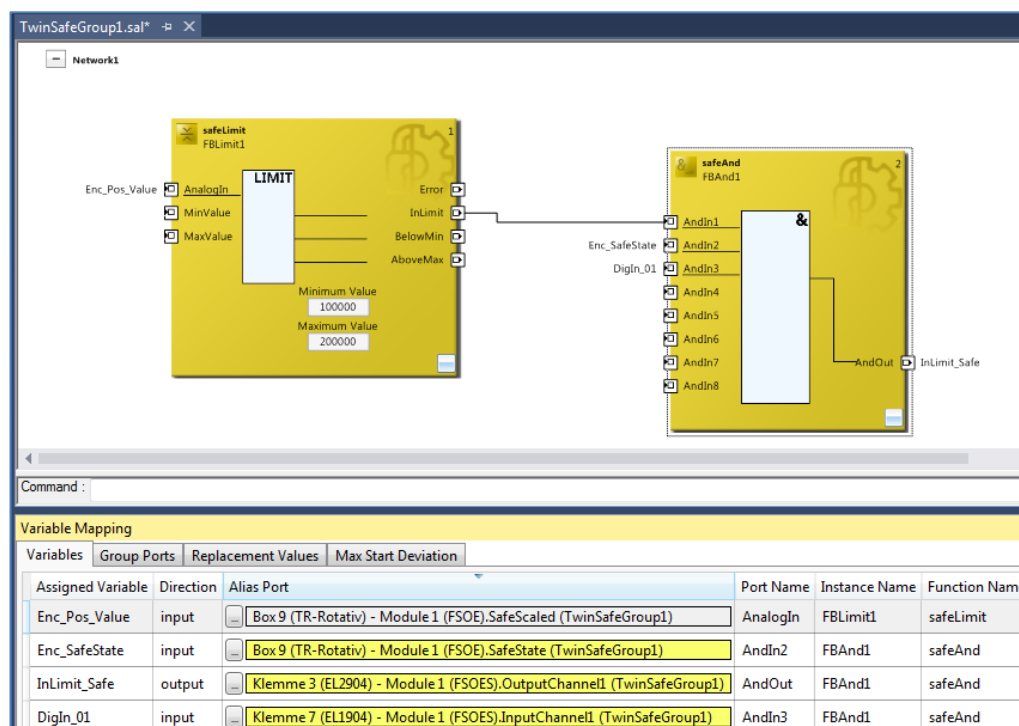 TwinSafeGroup1.sal*
Network1
safeLimit
FBLimit1
1
LIMIT
Enc_Pos_Value
AnalogIn
Error
MinValue
InLimit
MaxValue
BelowMin
AboveMax
Minimum Value
100000
Maximum Value
200000
safeAnd
FBAnd1
2
&
&
AndIn1
Enc_SafeState
AndIn2
DigIn_01
AndIn3
AndIn4
AndIn5
AndIn6
AndIn7
AndIn8
AndOut
InLimit_Safe
Command :
Variable Mapping
Variables Group Ports Replacement Values Max Start Deviation
Assigned Variable Direction Alias Port Port Name Instance Name Function Nam
Enc_Pos_Value input ... Box 9 (TR-Rotativ) - Module 1 (FSOE).SafeScaled (TwinSafeGroup1) AnalogIn FBLimit1 safeLimit
Enc_SafeState input ... Box 9 (TR-Rotativ) - Module 1 (FSOE).SafeState (TwinSafeGroup1) AndIn2 FBAnd1 safeAnd
InLimit_Safe output ... Klemme 3 (EL2904) - Module 1 (FSOES).OutputChannel1 (TwinSafeGroup1) AndOut FBAnd1 safeAnd
DigIn_01 input ... Klemme 7 (EL1904) - Module 1 (FSOES).InputChannel1 (TwinSafeGroup1) AndIn3 FBAnd1 safeAnd